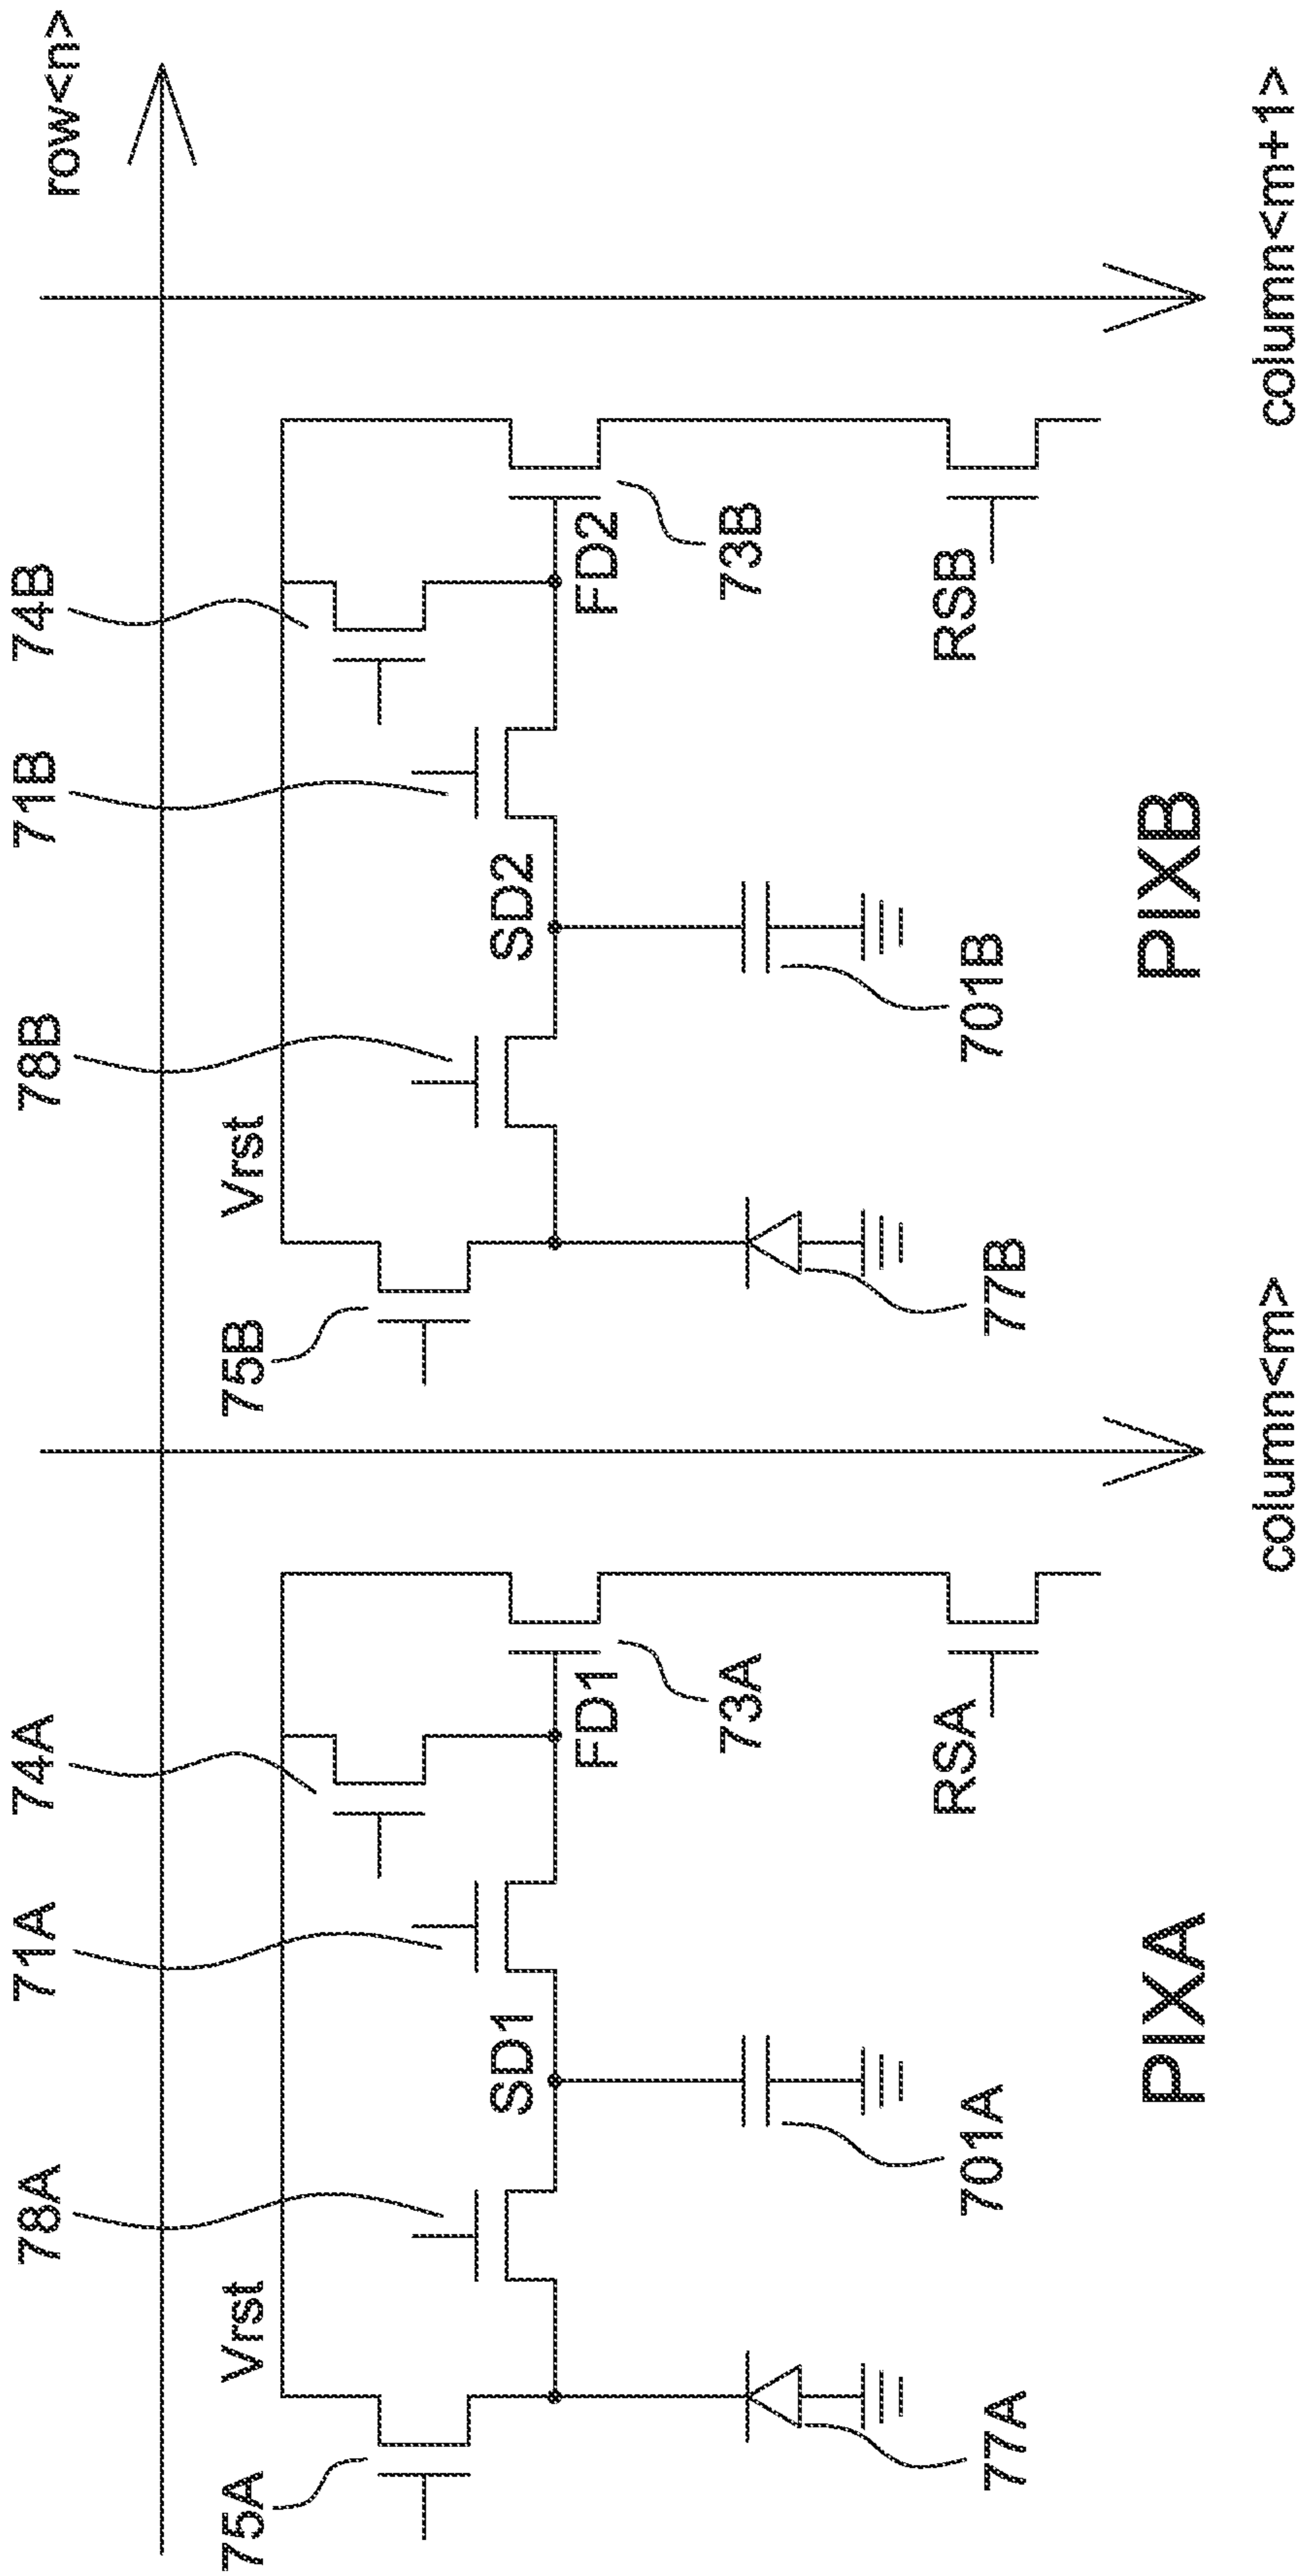 row<n>
74A
71A
78A
74B
71B
78B
Vrst
Vrst
75A
75B
SD1
SD2
FD1
FD2
73A
73B
RSA
RSB
701A
701B
77A
77B
PIXA
PIXB
column<m>
column<m+1>